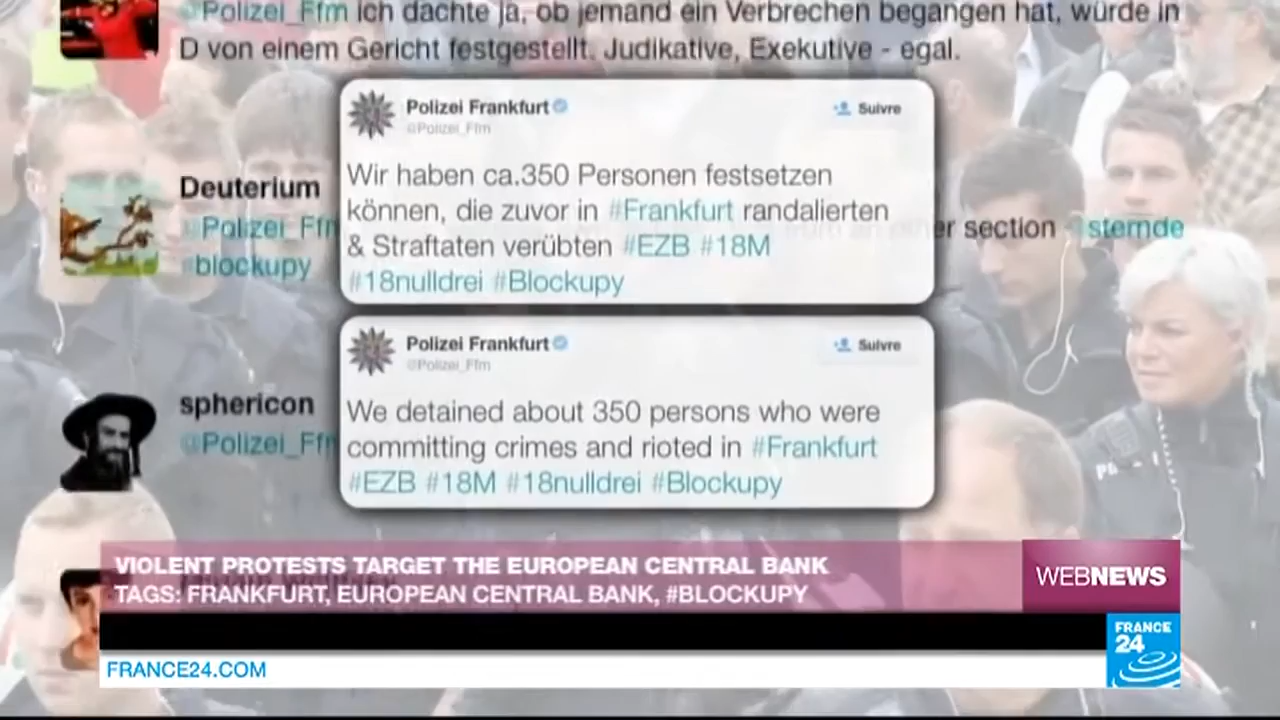 @Polizei_Ffm ich dachte ja, ob jemand ein Verbrechen begangen hat, würde in
D von einem Gericht festgestellt. Judikative, Exekutive - egal.
Polizei Frankfurt
@Polizei_Ffm
Suivre
Wir haben ca.350 Personen festsetzen
können, die zuvor in #Frankfurt randalierten
& Straftaten verübten #EZB #18M
#18nulldrei #Blockupy
Deuterium
@Polizei_Ffm
section
#blockupy
Polizei Frankfurt
@Polizei_Ffm
Suivre
We detained about 350 persons who were
committing crimes and rioted in #Frankfurt
#EZB #18M #18nulldrei #Blockupy
sphericon
@Polizei_Ffm
VIOLENT PROTESTS TARGET THE EUROPEAN CENTRAL BANK
TAGS: FRANKFURT, EUROPEAN CENTRAL BANK, #BLOCKUPY
WEBNEWS
FRANCE
24
FRANCE24.COM